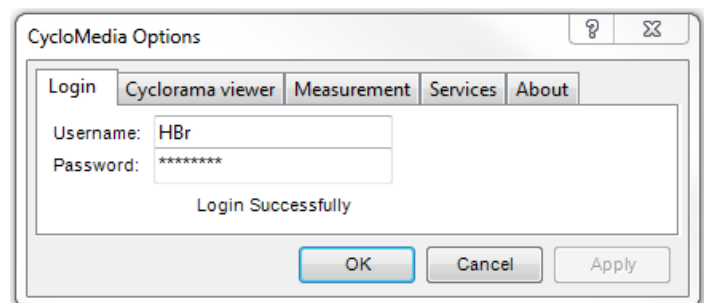 CycloMedia Options
Login Cyclorama viewer Measurement Services About
Username: HBr
Password: ********
Login Successfully
OK Cancel Apply